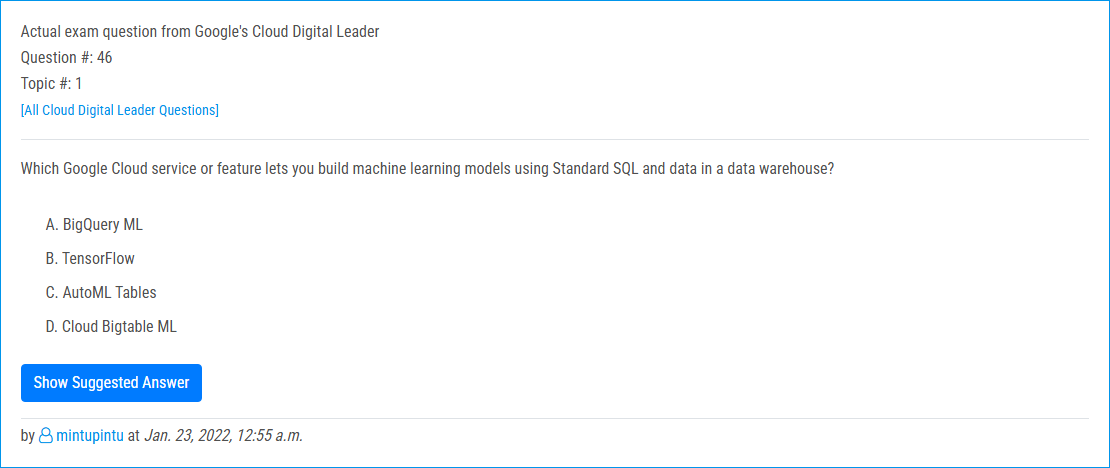 Actual exam question from Google's Cloud Digital Leader
Question #: 46
Topic #: 1
[All Cloud Digital Leader Questions]
Which Google Cloud service or feature lets you build machine learning models using Standard SQL and data in a data warehouse?
A. BigQuery ML
B. TensorFlow
C. AutoML Tables
D. Cloud Bigtable ML
Show Suggested Answer
by mintupintu at Jan. 23, 2022, 12:55 a.m.